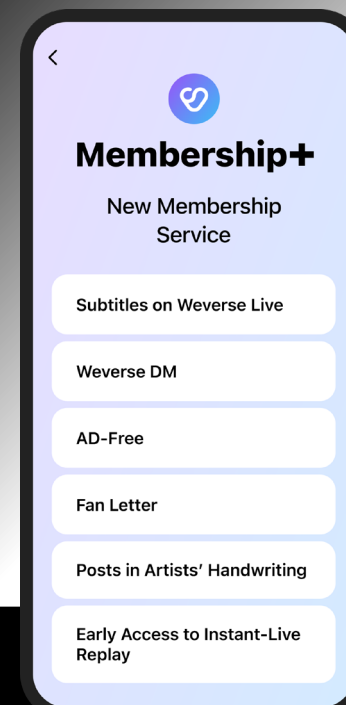 Membership+
New Membership
Service
Subtitles on Weverse Live
Weverse DM
AD-Free
Fan Letter
Posts in Artists’ Handwriting
Early Access to Instant-Live
Replay